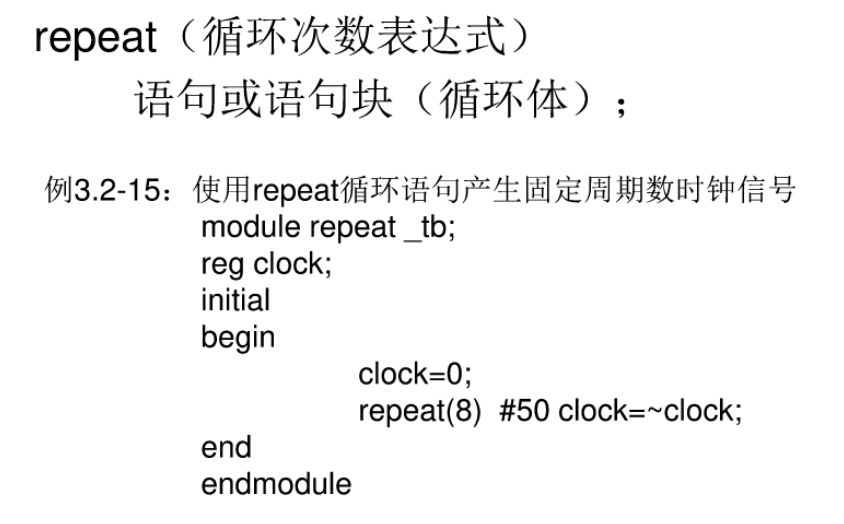 repeat（循环次数表达式）
语句或语句块（循环体）；
例3.2-15：使用repeat循环语句产生固定周期数时钟信号
module repeat _tb;
reg clock;
initial
begin
clock=0;
repeat(8) #50 clock=~clock;
end
endmodule